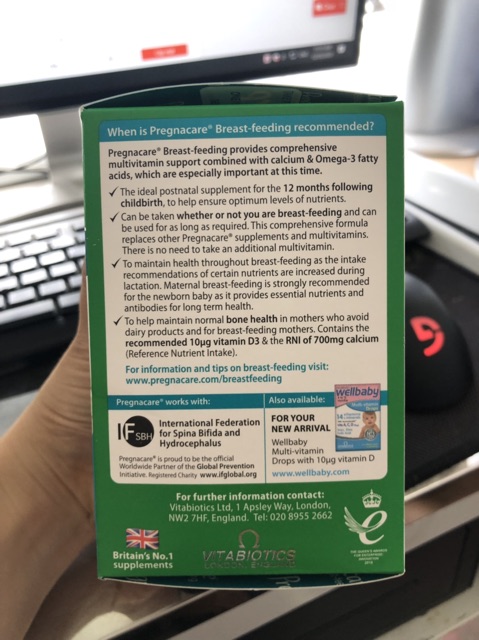 When is Pregnacare® Breast-feeding recommended?
Pregnacare® Breast-feeding provides comprehensive
multivitamin support combined with calcium & Omega-3 fatty
acids, which are especially important at this time.
✓ The ideal postnatal supplement for the 12 months following
childbirth, to help ensure optimum levels of nutrients.
✓ Can be taken whether or not you are breast-feeding and can
be used for as long as required. This comprehensive formula
replaces other Pregnacare® supplements and multivitamins.
There is no need to take an additional multivitamin.
✓ To maintain health throughout breast-feeding as the intake
recommendations of certain nutrients are increased during
lactation. Maternal breast-feeding is strongly recommended
for the newborn baby as it provides essential nutrients and
antibodies for long term health.
✓ To help maintain normal bone health in mothers who avoid
dairy products and for breast-feeding mothers. Contains the
recommended 10µg vitamin D3 & the RNI of 700mg calcium
(Reference Nutrient Intake).
For information and tips on breast-feeding visit:
www.pregnacare.com/breastfeeding
Pregnacare® works with:
IF SBH
International Federation
for Spina Bifida and
Hydrocephalus
Pregnacare® is proud to be the official
Worldwide Partner of the Global Prevention
Initiative. Registered Charity www.ifglobal.org
Also available:
FOR YOUR
NEW ARRIVAL
Wellbaby
Multi-vitamin
Drops with 10µg vitamin D
www.wellbaby.com
wellbaby
For further information contact:
Vitabiotics Ltd, 1 Apsley Way, London,
NW2 7HF, England. Tel: 020 8955 2662
Britain's No.1
supplements
VITABIOTICS
LONDON, ENGLAND
THE QUEEN'S AWARDS
FOR ENTERPRISE:
INNOVATION
2018